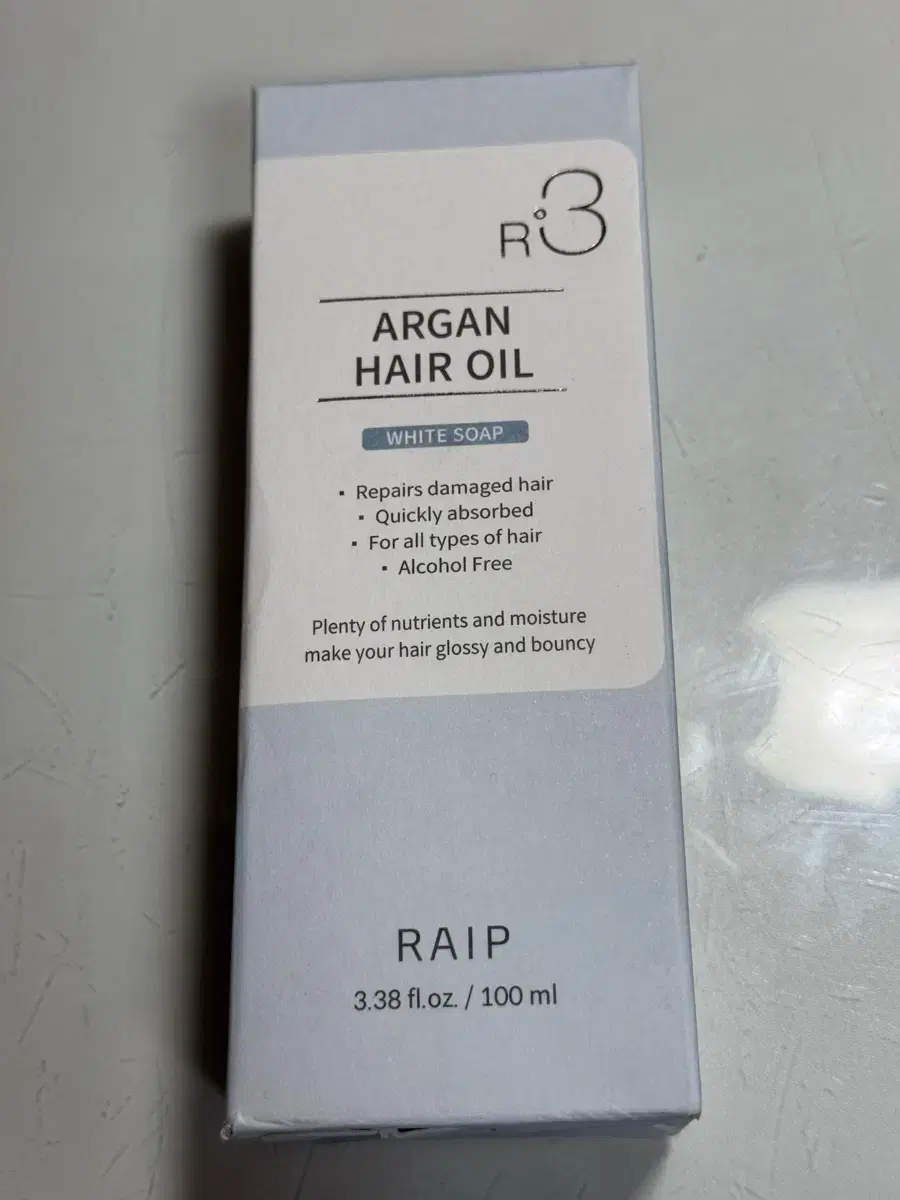 R3
ARGAN
HAIR OIL
WHITE SOAP
▪ Repairs damaged hair
▪ Quickly absorbed
▪ For all types of hair
▪ Alcohol Free
Plenty of nutrients and moisture
make your hair glossy and bouncy
RAIP
3.38 fl.oz. / 100 ml